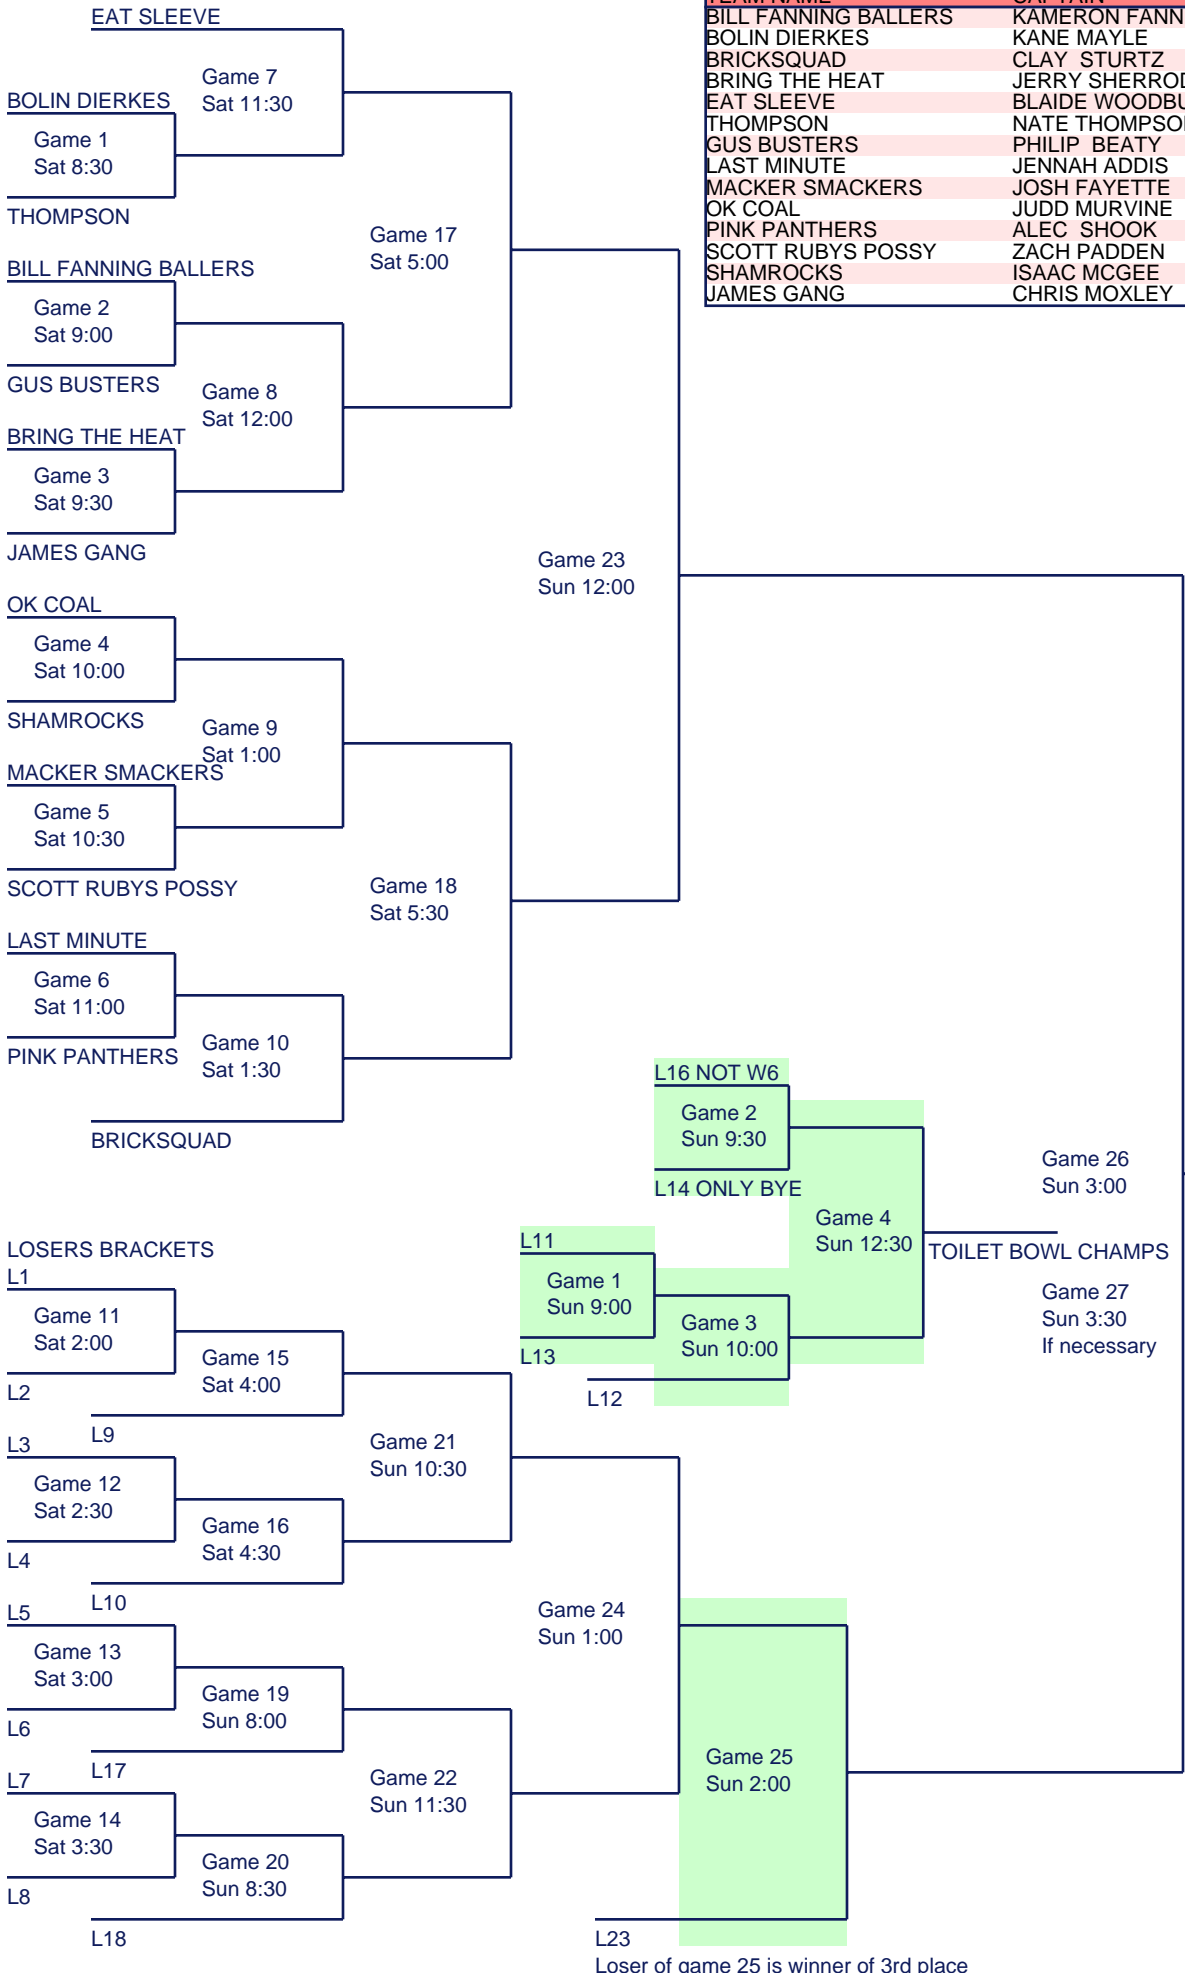 EAT SLEEVE
Game 7
Sat 11:30
BOLIN DIERKES
Game 1
Sat 8:30
THOMPSON
Game 17
Sat 5:00
BILL FANNING BALLERS
Game 2
Sat 9:00
GUS BUSTERS
Game 8
Sat 12:00
BRING THE HEAT
Game 3
Sat 9:30
JAMES GANG
Game 23
Sun 12:00
OK COAL
Game 4
Sat 10:00
SHAMROCKS
Game 9
Sat 1:00
MACKER SMACKERS
Game 5
Sat 10:30
SCOTT RUBYS POSSY
Game 18
Sat 5:30
LAST MINUTE
Game 6
Sat 11:00
PINK PANTHERS
Game 10
Sat 1:30
BRICKSQUAD
BILL FANNING BALLERS KAMERON FANN
BOLIN DIERKES KANE MAYLE
BRICKSQUAD CLAY STURTZ
BRING THE HEAT JERRY SHERROD
EAT SLEEVE BLAIDE WOODBU
THOMPSON NATE THOMPSON
GUS BUSTERS PHILIP BEATY
LAST MINUTE JENNAH ADDIS
MACKER SMACKERS JOSH FAYETTE
OK COAL JUDD MURVINE
PINK PANTHERS ALEC SHOOK
SCOTT RUBYS POSSY ZACH PADDEN
SHAMROCKS ISAAC MCGEE
JAMES GANG CHRIS MOXLEY
L16 NOT W6
Game 2
Sun 9:30
L14 ONLY BYE
Game 4
Sun 12:30
L11
Game 1
Sun 9:00
L13
Game 3
Sun 10:00
L12
TOILET BOWL CHAMPS
Game 26
Sun 3:00
Game 27
Sun 3:30
If necessary
LOSERS BRACKETS
L1
Game 11
Sat 2:00
L2
Game 15
Sat 4:00
L9
L3
Game 12
Sat 2:30
L4
Game 16
Sat 4:30
L10
Game 21
Sun 10:30
L5
Game 13
Sat 3:00
L6
Game 19
Sun 8:00
L17
L7
Game 14
Sat 3:30
L8
Game 20
Sun 8:30
L18
Game 22
Sun 11:30
Game 24
Sun 1:00
Game 25
Sun 2:00
L23
Loser of game 25 is winner of 3rd place